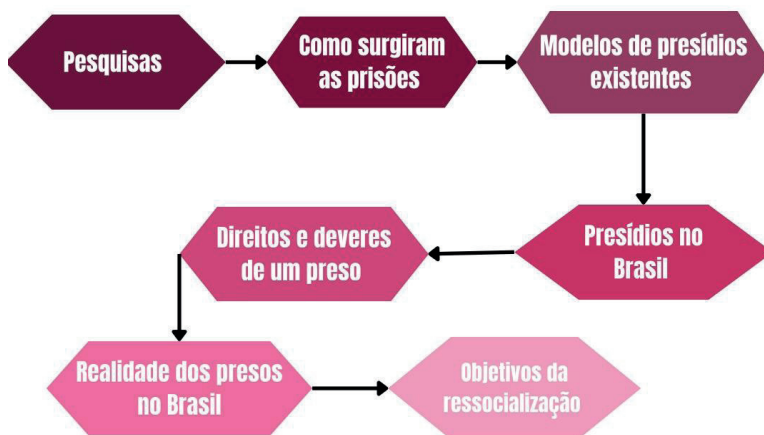 Pesquisas
Como surgiram
as prisões
Modelos de presídios
existentes
Presídios no
Brasil
Direitos e deveres
de um preso
Realidade dos presos
no Brasil
Objetivos da
ressocialização